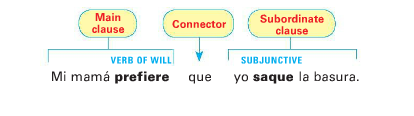 Main clause
Connector
Subordinate clause
VERB OF WILL
SUBJUNCTIVE
Mi mamá prefiere que yo saque la basura.